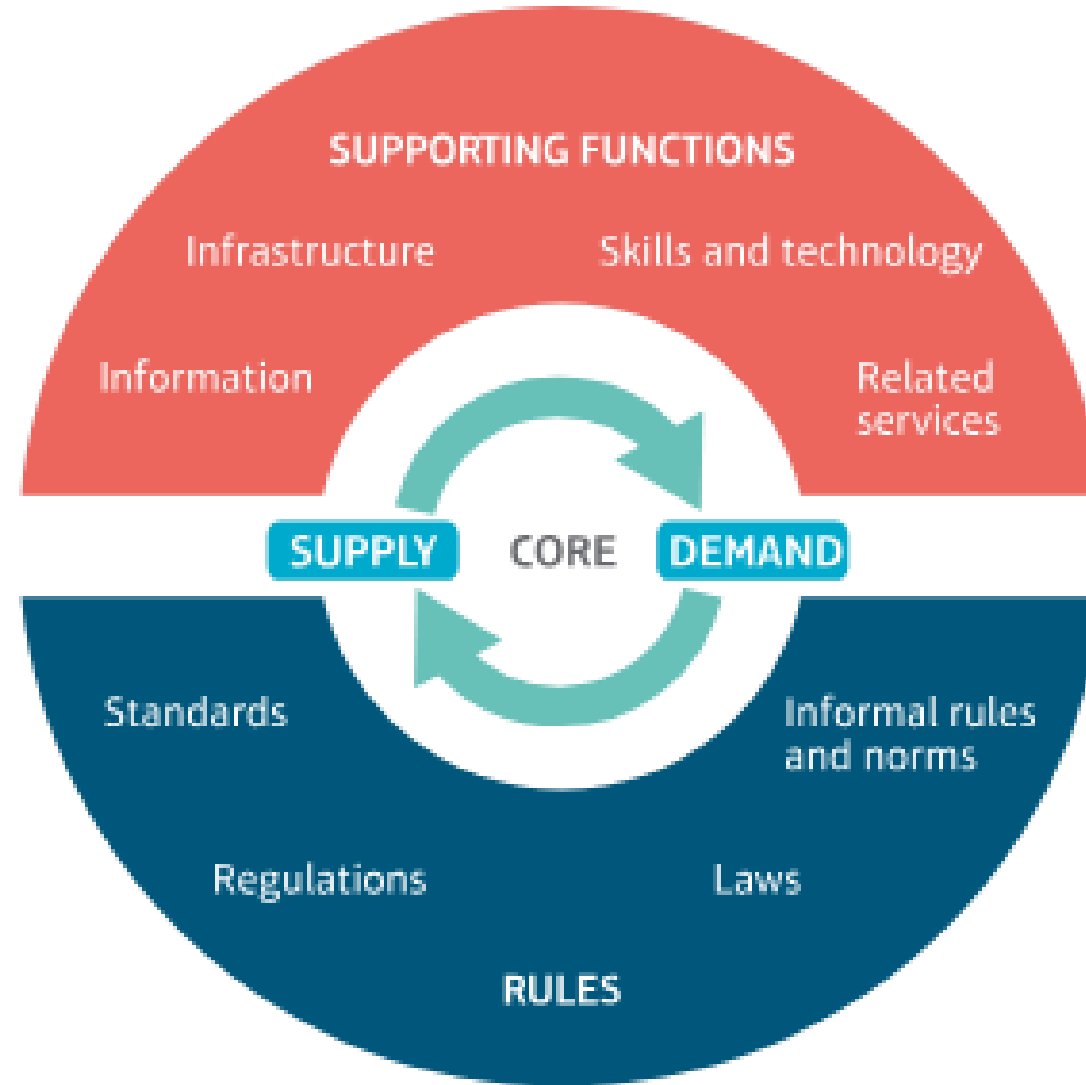 SUPPORTING FUNCTIONS
Infrastructure
Skills and technology
Information
Related
services
SUPPLY
CORE
DEMAND
Standards
Informal rules
and norms
Regulations
Laws
RULES